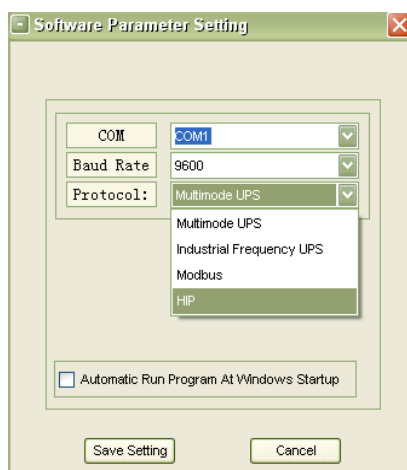 Software Parameter Setting
COM
COM1
Baud Rate
9600
Protocol:
Multimode UPS
Multimode UPS
Industrial Frequency UPS
Modbus
HIP
Automatic Run Program At Windows Startup
Save Setting
Cancel